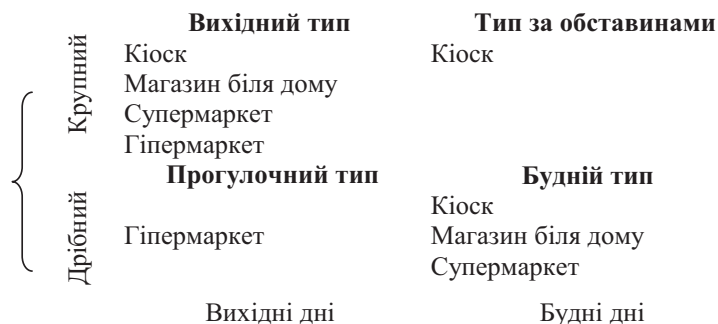 Вихідний тип Тип за обставинами
Крупний
Кіоск Кіоск
Магазин біля дому
Супермаркет
Гіпермаркет
Прогулочний тип Будній тип
Дрібний
Кіоск
Гіпермаркет Магазин біля дому
Супермаркет
Вихідні дні Будні дні